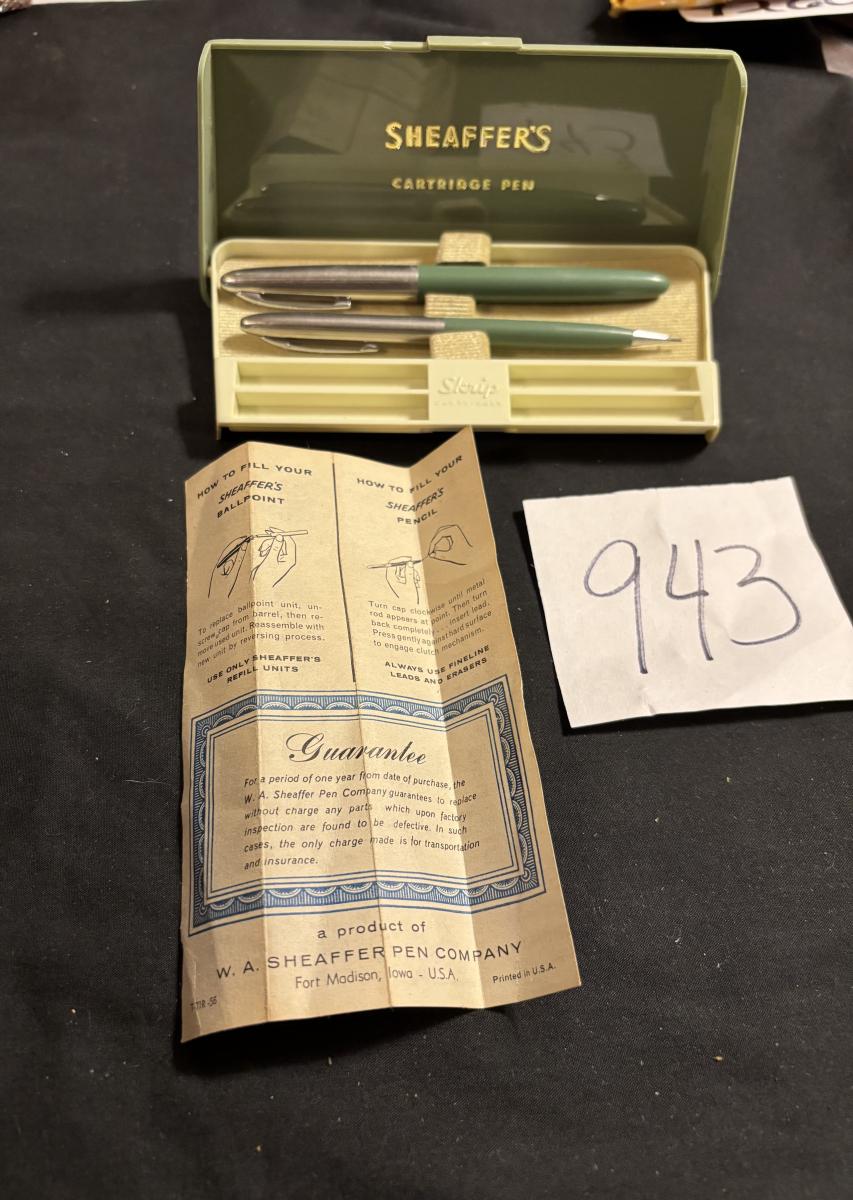 SHEAFFER'S
CARTRIDGE PEN
Skrip
HOW TO FILL YOUR
SHEAFFER'S
BALLPOINT
To replace ballpoint unit, un-
screw cap from barrel, then re-
move used unit. Reassemble with
new unit by reversing process.
USE ONLY SHEAFFER'S
REFILL UNITS
HOW TO FILL YOUR
SHEAFFER'S
PENCIL
Turn cap clockwise until metal
rod appears at point. Then turn
back completely, insert lead.
Press gently against hard surface
to engage clutch mechanism.
ALWAYS USE FINELINE
LEADS AND ERASERS
943
Guarantee
For a period of one year from date of purchase, the
W. A. Sheaffer Pen Company guarantees to replace
without charge any parts which upon factory
inspection are found to be defective. In such
cases, the only charge made is for transportation
and insurance.
a product of
W. A. SHEAFFER PEN COMPANY
Fort Madison, Iowa - U.S.A.
Printed in U.S.A.